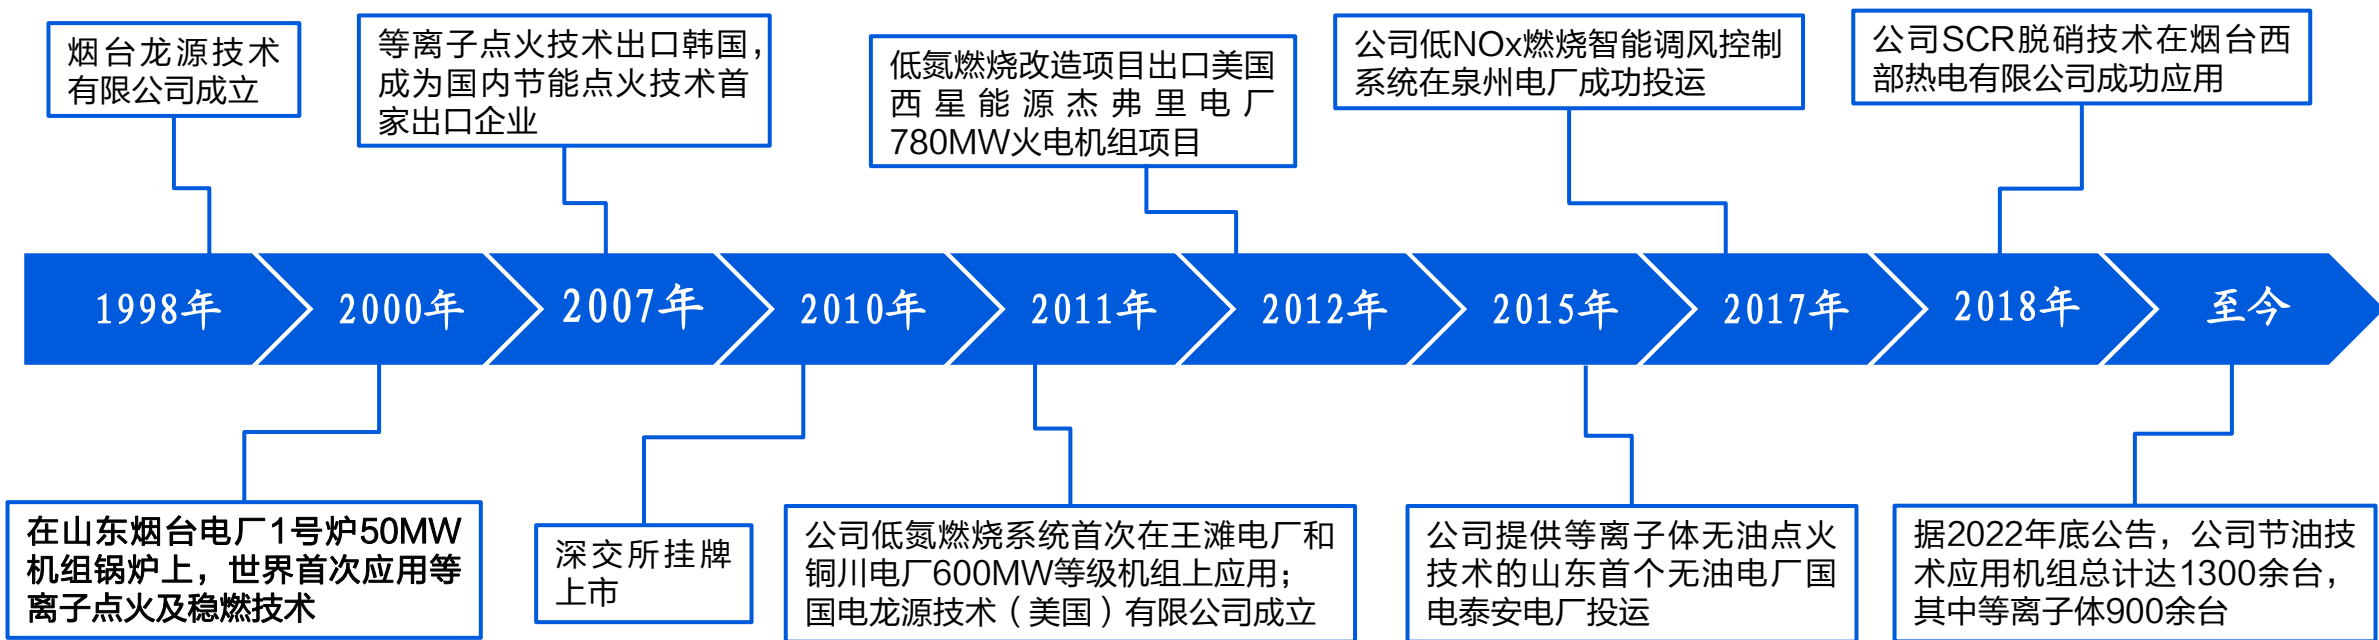 烟台龙源技术
有限公司成立
等离子点火技术出口韩国，
成为国内节能点火技术首
家出口企业
低氮燃烧改造项目出口美国
西星能源杰弗里电厂
780MW火电机组项目
公司低NOx燃烧智能调风控制
系统在泉州电厂成功投运
公司SCR脱硝技术在烟台西
部热电有限公司成功应用
1998年
2000年
2007年
2010年
2011年
2012年
2015年
2017年
2018年
至今
在山东烟台电厂1号炉50MW
机组锅炉上，世界首次应用等
离子点火及稳燃技术
深交所挂牌
上市
公司低氮燃烧系统首次在王滩电厂和
铜川电厂600MW等级机组上应用；
国电龙源技术（美国）有限公司成立
公司提供等离子体无油点火
技术的山东首个无油电厂国
电泰安电厂投运
据2022年底公告，公司节油技
术应用机组总计达1300余台，
其中等离子体900余台